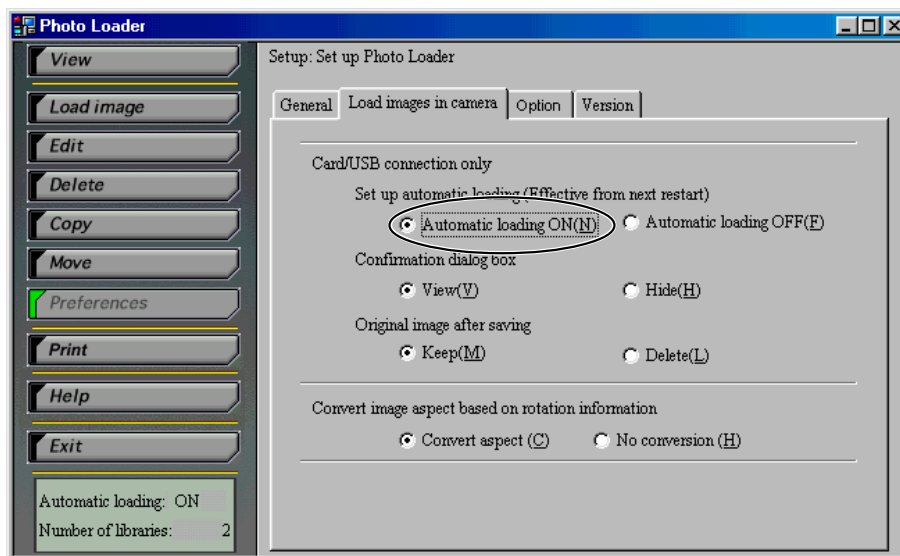 Photo Loader
View
Load image
Edit
Delete
Copy
Move
Preferences
Print
Help
Exit
Automatic loading: ON
Number of libraries: 2
Setup: Set up Photo Loader
General Load images in camera Option Version
Card/USB connection only
Set up automatic loading (Effective from next restart)
Automatic loading ON(N) Automatic loading OFF(F)
Confirmation dialog box
View(V) Hide(H)
Original image after saving
Keep(M) Delete(L)
Convert image aspect based on rotation information
Convert aspect (C) No conversion (H)